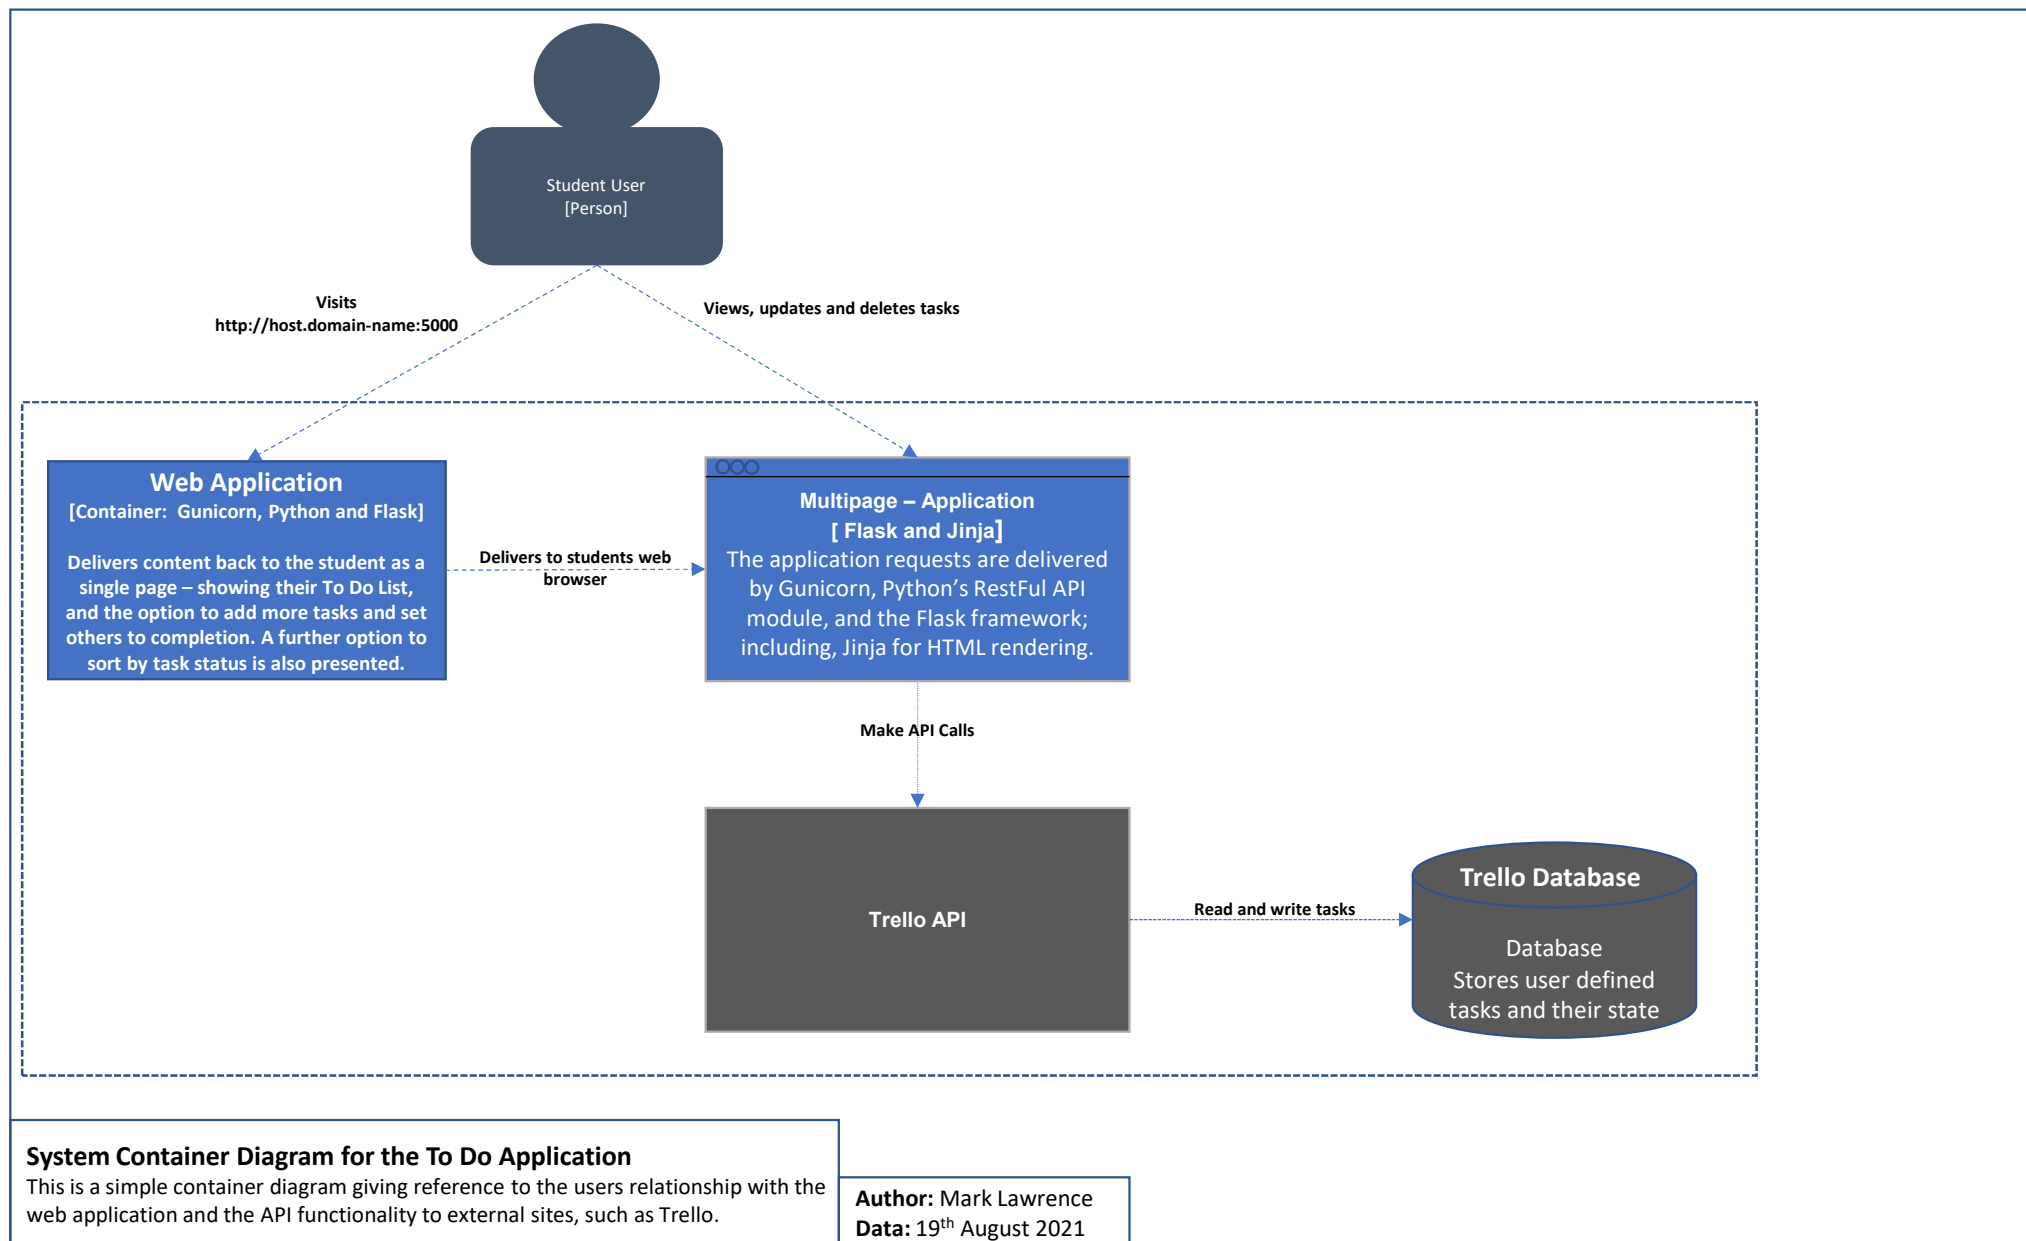 Student User
[Person]
Visits
http://host.domain-name:5000
Views, updates and deletes tasks
Web Application
[Container:  Gunicorn, Python and Flask]
Delivers content back to the student as a
single page – showing their To Do List,
and the option to add more tasks and set
others to completion. A further option to
sort by task status is also presented.
Delivers to students web
browser
Multipage – Application
[ Flask and Jinja]
The application requests are delivered
by Gunicorn, Python’s RestFul API
module, and the Flask framework;
including, Jinja for HTML rendering.
Make API Calls
Trello API
Read and write tasks
Trello Database
Database
Stores user defined
tasks and their state
System Container Diagram for the To Do Application
This is a simple container diagram giving reference to the users relationship with the
web application and the API functionality to external sites, such as Trello.
Author: Mark Lawrence
Data: 19th August 2021